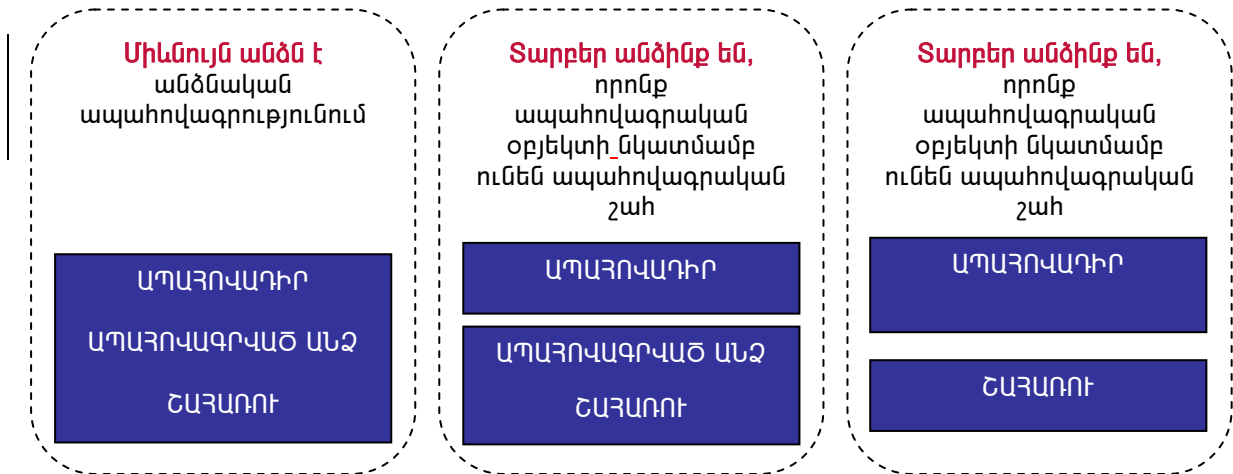 Միևնույն անձն է
անձնական
ապահովագրությունում
ԱՊԱՀՈՎԱԴԻՐ
ԱՊԱՀՈՎԱԳՐՎԱԾ ԱՆՁ
ՇԱՀԱՌՈՒ
Տարբեր անձինք են,
որոնք
ապահովագրական
օբյեկտի նկատմամբ
ունեն ապահովագրական
շահ
ԱՊԱՀՈՎԱԴԻՐ
ԱՊԱՀՈՎԱԳՐՎԱԾ ԱՆՁ
ՇԱՀԱՌՈՒ
Տարբեր անձինք են,
որոնք
ապահովագրական
օբյեկտի նկատմամբ
ունեն ապահովագրական
շահ
ԱՊԱՀՈՎԱԴԻՐ
ՇԱՀԱՌՈՒ